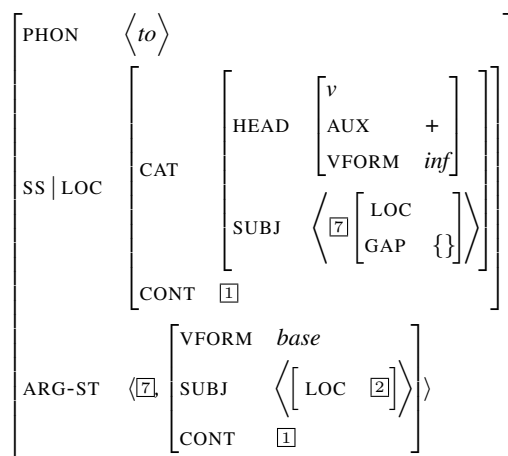 PHON ⟨to⟩
SS | LOC
CAT
HEAD
v
AUX +
VFORM inf
SUBJ ⟨ 7 [ LOC
GAP {} ] ⟩
CONT 1
ARG-ST ⟨ 7 ,
VFORM base
SUBJ ⟨ [ LOC 2 ] ⟩
CONT 1
⟩